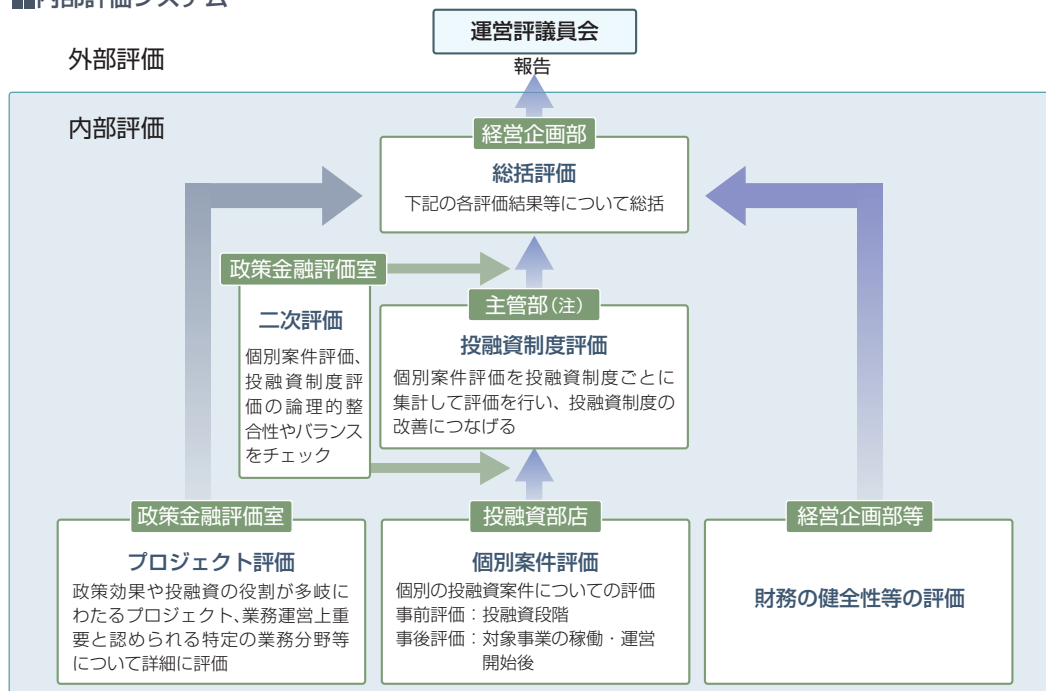 ■内部評価システム
運営評議員会
外部評価
報告
内部評価
経営企画部
総括評価
下記の各評価結果等について総括
政策金融評価室
二次評価
個別案件評価、
投融資制度評
価の論理的整
合性やバランス
をチェック
主管部(注)
投融資制度評価
個別案件評価を投融資制度ごとに
集計して評価を行い、投融資制度の
改善につなげる
政策金融評価室
プロジェクト評価
政策効果や投融資の役割が多岐に
わたるプロジェクト、業務運営上重
要と認められる特定の業務分野等
について詳細に評価
投融資部店
個別案件評価
個別の投融資案件についての評価
事前評価：投融資段階
事後評価：対象事業の稼働・運営
開始後
経営企画部等
財務の健全性等の評価